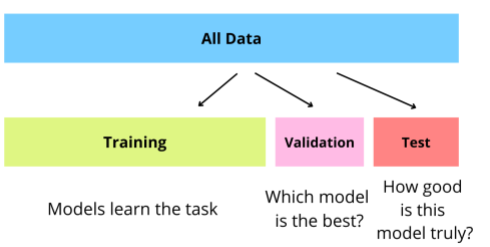 All Data
Training
Validation
Test
Models learn the task
Which model
is the best?
How good
is this
model truly?